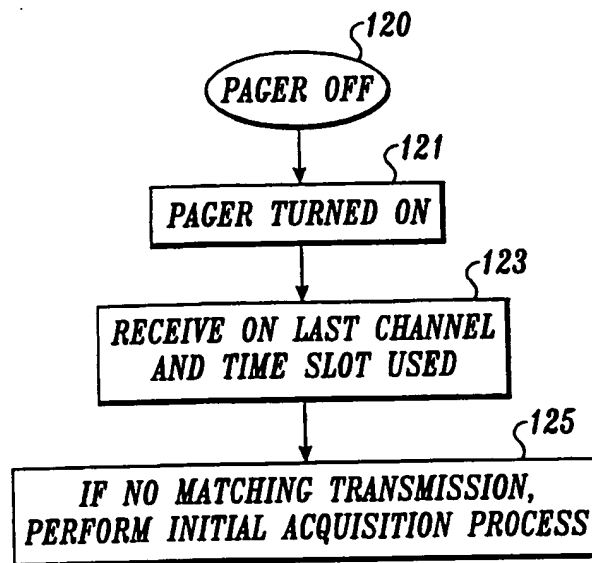 120
PAGER OFF
121
PAGER TURNED ON
123
RECEIVE ON LAST CHANNEL
AND TIME SLOT USED
125
IF NO MATCHING TRANSMISSION,
PERFORM INITIAL ACQUISITION PROCESS